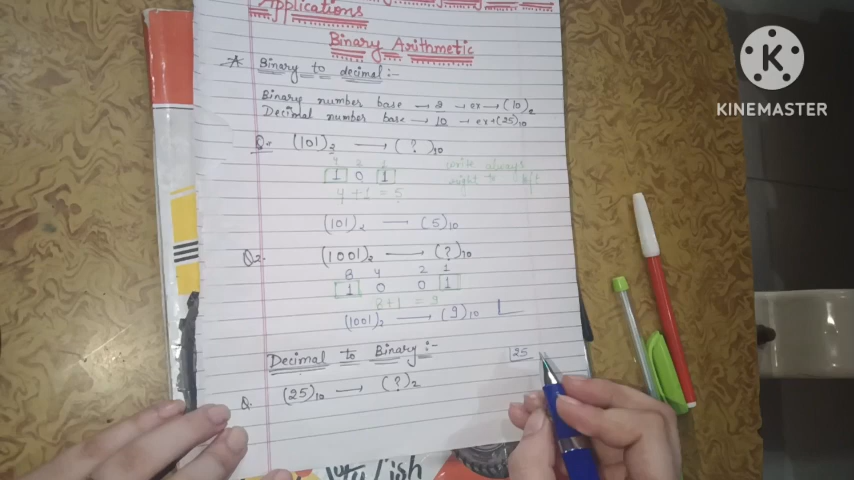 Applications
Binary Arithmetic
Binary to decimal :-
Binary number base → 2 → ex → (10)₂
Decimal number base → 10 → ex → (25)₁₀
Q. (101)₂ → (?)₁₀
4 2 1
1 0 1
write always
right to left
4 + 1 = 5
(101)₂ → (5)₁₀
Q2. (1001)₂ → (?)₁₀
8 4 2 1
1 0 0 1
8+1 = 9
(1001)₂ → (9)₁₀
Decimal to Binary :-
25
Q. (25)₁₀ → (?)₂
K
KINEMASTER